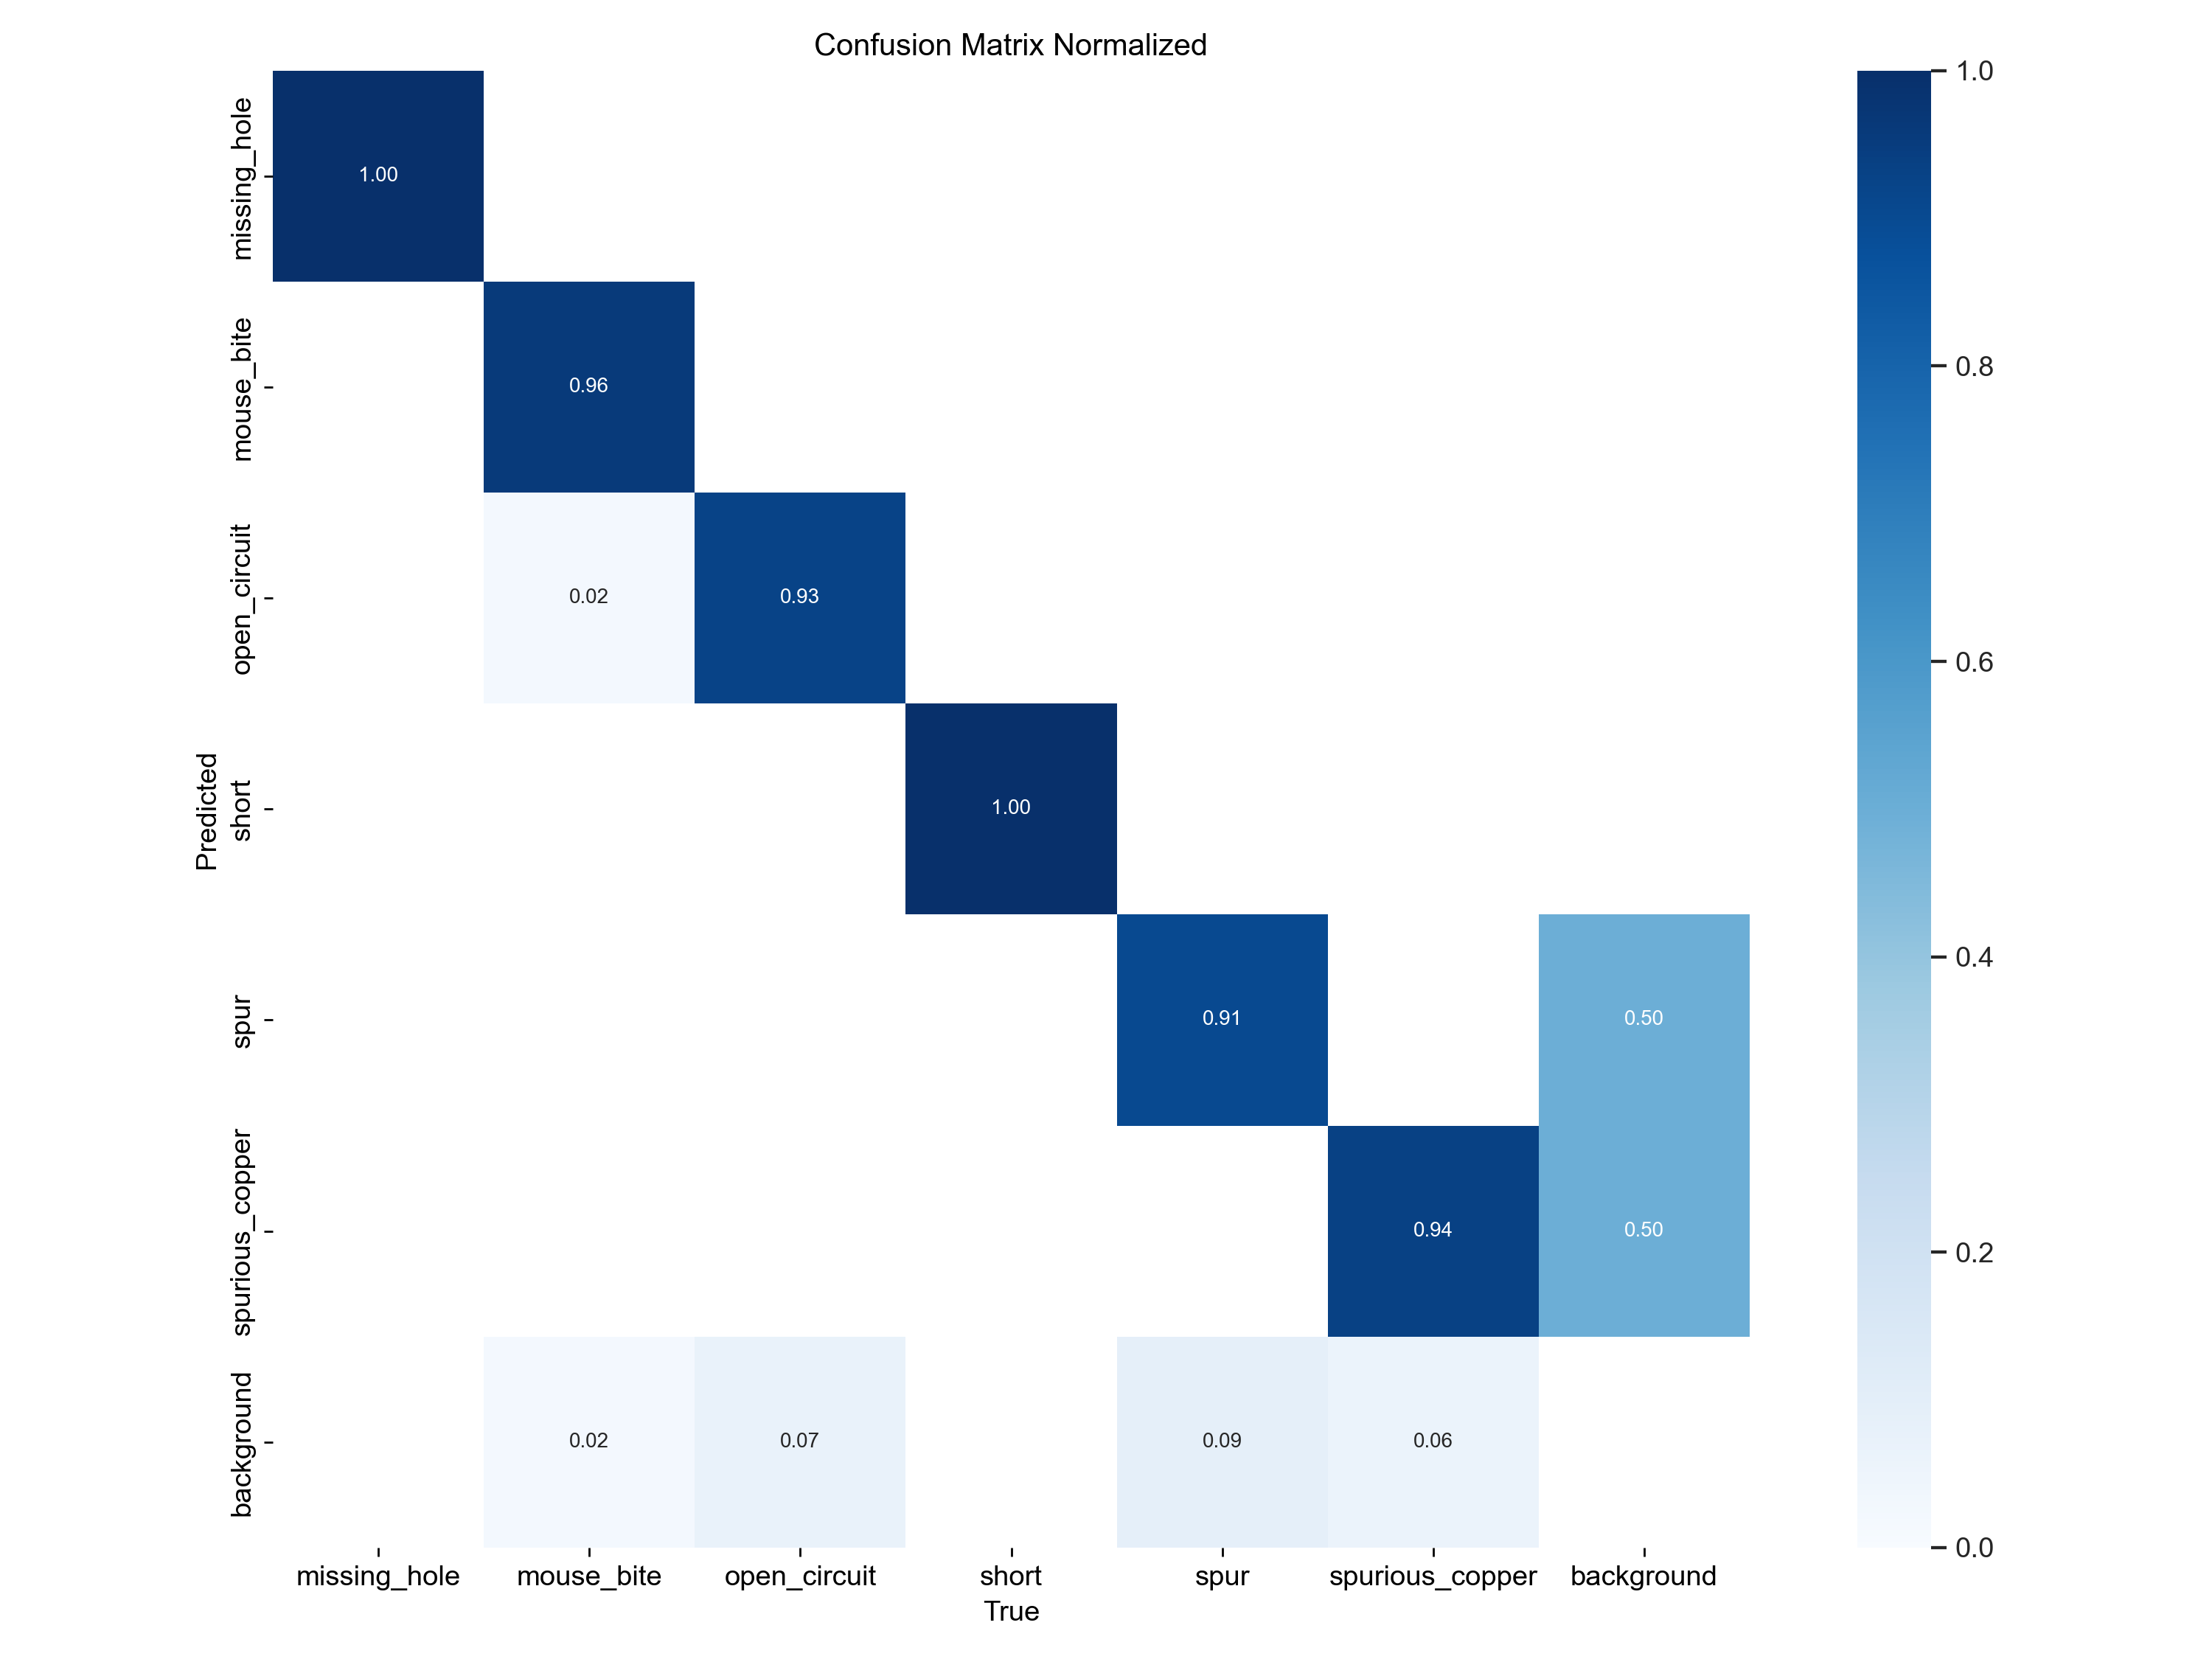 Confusion Matrix Normalized
missing_hole
mouse_bite
open_circuit
short
spur
spurious_copper
background
Predicted
1.00
0.96
0.02 0.93
1.00
0.91 0.50
0.94 0.50
0.02 0.07 0.09 0.06
missing_hole mouse_bite open_circuit short spur spurious_copper background
True
1.0
0.8
0.6
0.4
0.2
0.0